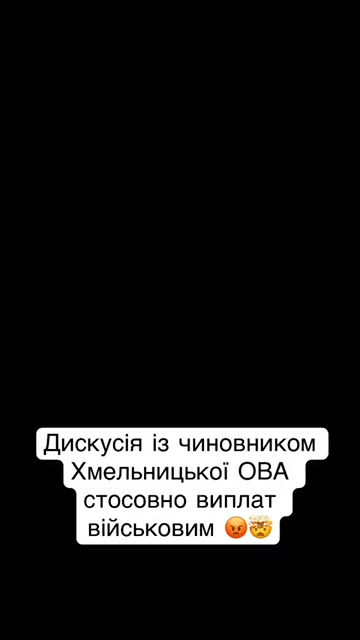 Дискусія із чиновником
Хмельницької ОВА
стосовно виплат
військовим 😡🤯